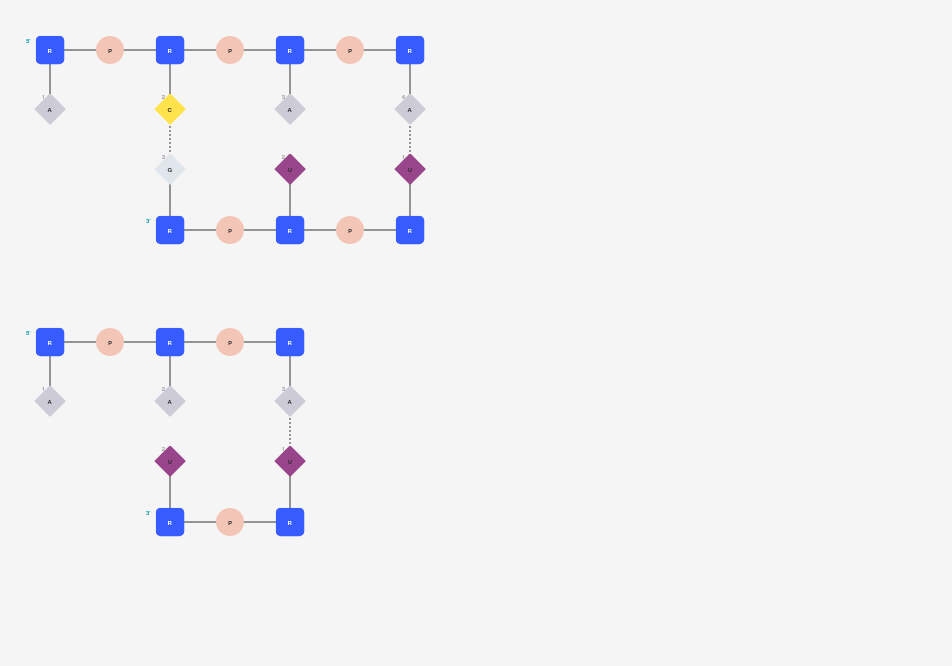 5' R P R P R P R
1 2 3 4
A C A A
3 2 1
G U U
3' R P R P R
5' R P R P R
1 2 3
A A A
2 1
U U
3' R P R